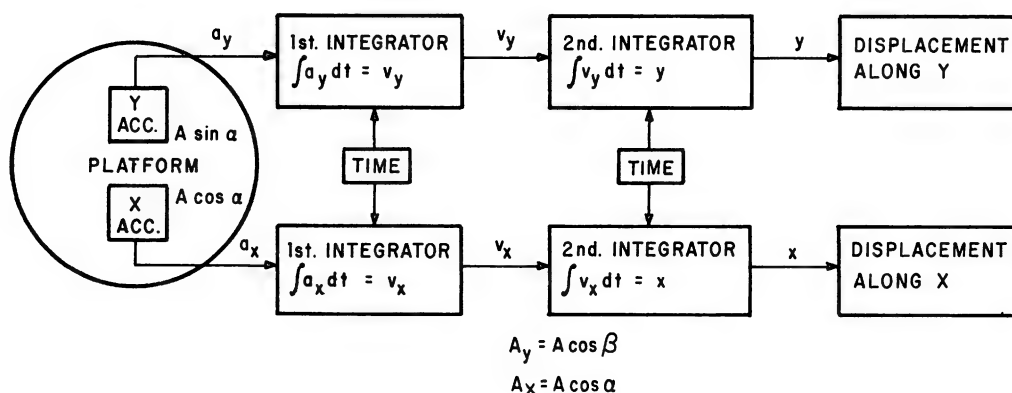 a_y
1st. INTEGRATOR
∫a_y dt = v_y
v_y
2nd. INTEGRATOR
∫v_y dt = y
y
DISPLACEMENT
ALONG Y
Y
ACC.
A sin α
PLATFORM
X
ACC.
A cos α
TIME
TIME
a_x
1st. INTEGRATOR
∫a_x dt = v_x
v_x
2nd. INTEGRATOR
∫v_x dt = x
x
DISPLACEMENT
ALONG X
A_y = A cos β
A_x = A cos α